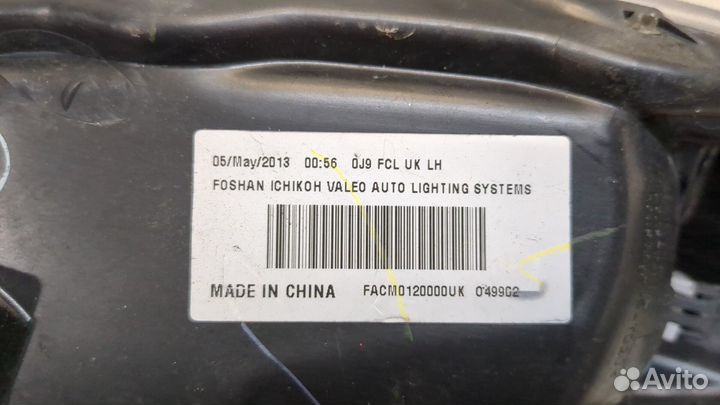 05/May/2013 00:56 0J9 FCL UK LH
FOSHAN ICHIKOH VALEO AUTO LIGHTING SYSTEMS
MADE IN CHINA FACM0120000UK 049902
Avito